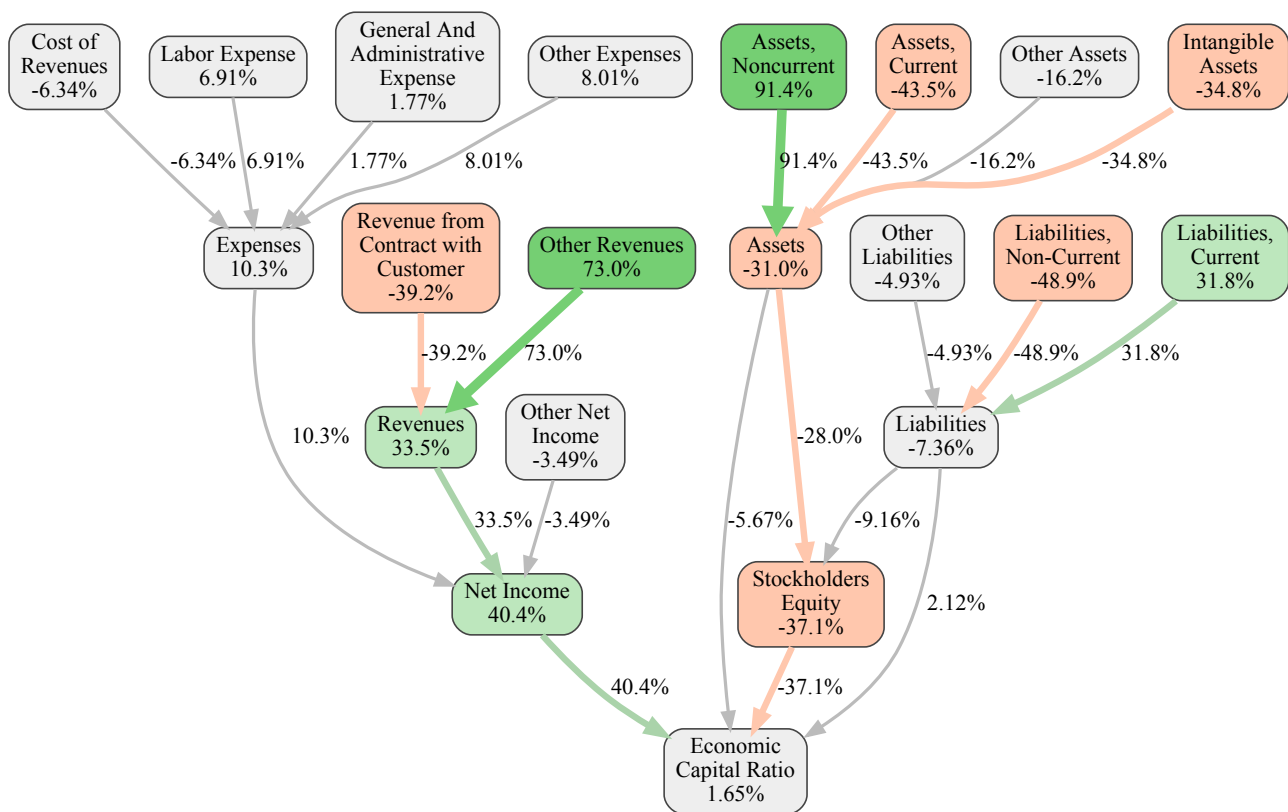 Cost of
Revenues
-6.34%
Labor Expense
6.91%
General And
Administrative
Expense
1.77%
Other Expenses
8.01%
Assets,
Noncurrent
91.4%
Assets,
Current
-43.5%
Other Assets
-16.2%
Intangible
Assets
-34.8%
-6.34%
6.91%
1.77%
8.01%
91.4%
-43.5%
-16.2%
-34.8%
Expenses
10.3%
Revenue from
Contract with
Customer
-39.2%
Other Revenues
73.0%
Assets
-31.0%
Other
Liabilities
-4.93%
Liabilities,
Non-Current
-48.9%
Liabilities,
Current
31.8%
-39.2%
73.0%
-4.93%
-48.9%
31.8%
10.3%
Revenues
33.5%
Other Net
Income
-3.49%
-28.0%
Liabilities
-7.36%
33.5%
-3.49%
-5.67%
-9.16%
Net Income
40.4%
Stockholders
Equity
-37.1%
2.12%
40.4%
-37.1%
Economic
Capital Ratio
1.65%